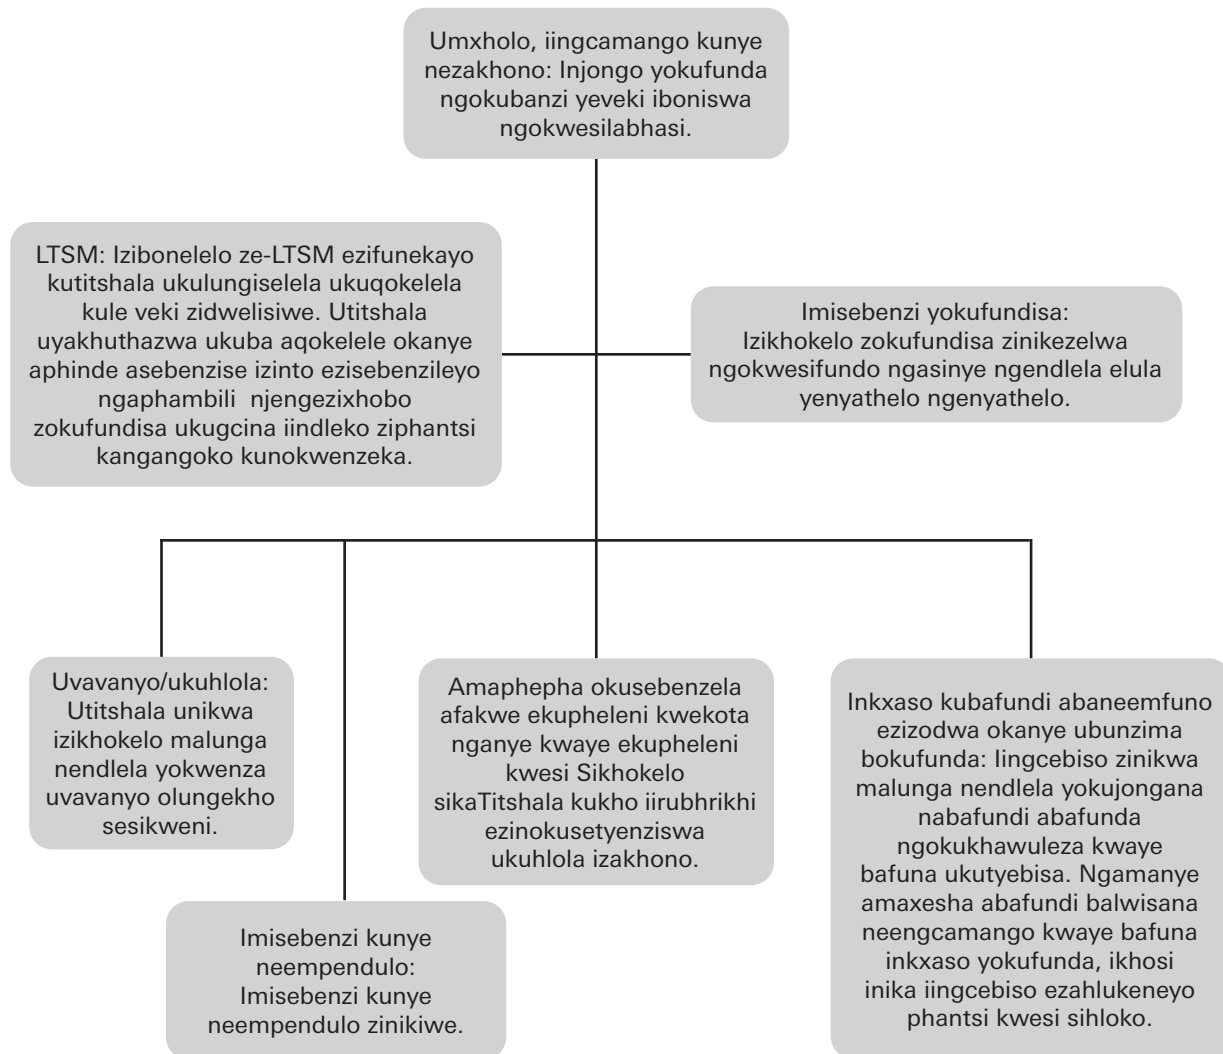 Umxholo, iingcamango kunye
nezakhono: Injongo yokufunda
ngokubanzi yeveki iboniswa
ngokwesilabhasi.
LTSM: Izibonelelo ze-LTSM ezifunekayo
kutitshala ukulungiselela ukuqokelela
kule veki zidwelisiwe. Utitshala
uyakhuthazwa ukuba aqokelele okanye
aphinde asebenzise izinto ezisebenzileyo
ngaphambili njengezixhobo
zokufundisa ukugcina iindleko ziphantsi
kangangoko kunokwenzeka.
Imisebenzi yokufundisa:
Izikhokelo zokufundisa zinikezelwa
ngokwesifundo ngasinye ngendlela elula
yenyathelo ngenyathelo.
Uvavanyo/ukuhlola:
Utitshala unikwa
izikhokelo malunga
nendlela yokwenza
uvavanyo olungekho
sesikweni.
Imisebenzi kunye
neempendulo:
Imisebenzi kunye
neempendulo zinikiwe.
Amaphepha okusebenzela
afakwe ekupheleni kwekota
nganye kwaye ekupheleni
kwesi Sikhokelo
sikaTitshala kukho iirubhrikhi
ezinokusetyenziswa
ukuhlola izakhono.
Inkxaso kubafundi abaneemfuno
ezizodwa okanye ubunzima
bokufunda: Iingcebiso zinikwa
malunga nendlela yokujongana
nabafundi abafunda
ngokukhawuleza kwaye
bafuna ukutyebisa. Ngamanye
amaxesha abafundi balwisana
neengcamango kwaye bafuna
inkxaso yokufunda, ikhosi
inika iingcebiso ezahlukeneyo
phantsi kwesi sihloko.